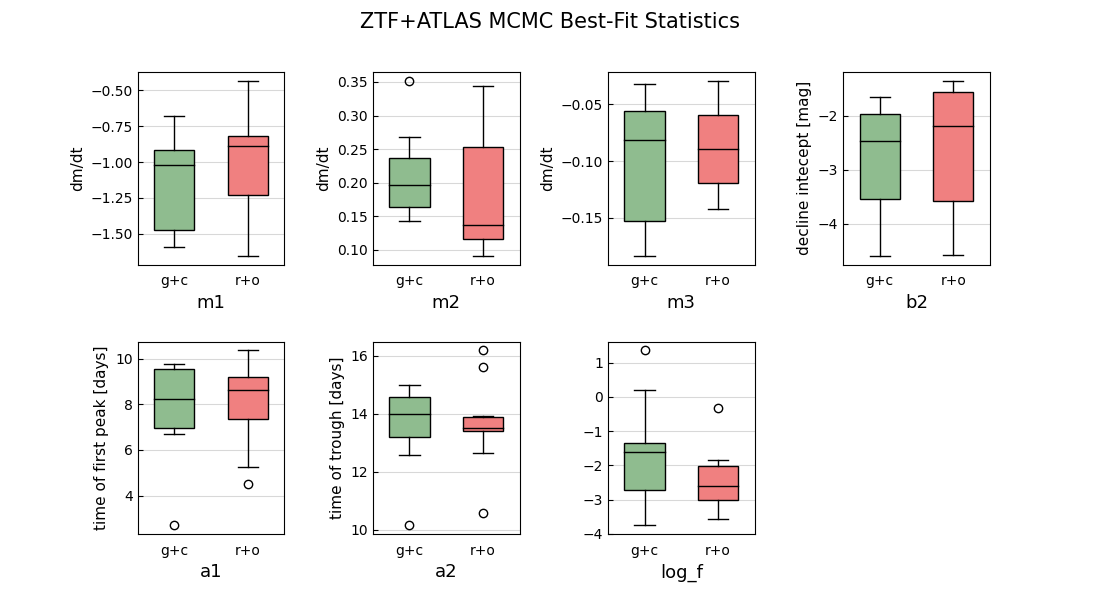 ZTF+ATLAS MCMC Best-Fit Statistics
dm/dt
−0.50
−0.75
−1.00
−1.25
−1.50
g+c
r+o
m1
dm/dt
0.35
0.30
0.25
0.20
0.15
0.10
g+c
r+o
m2
dm/dt
−0.05
−0.10
−0.15
g+c
r+o
m3
decline intecept [mag]
−2
−3
−4
g+c
r+o
b2
time of first peak [days]
10
8
6
4
g+c
r+o
a1
time of trough [days]
16
14
12
10
g+c
r+o
a2
1
0
−1
−2
−3
−4
g+c
r+o
log_f